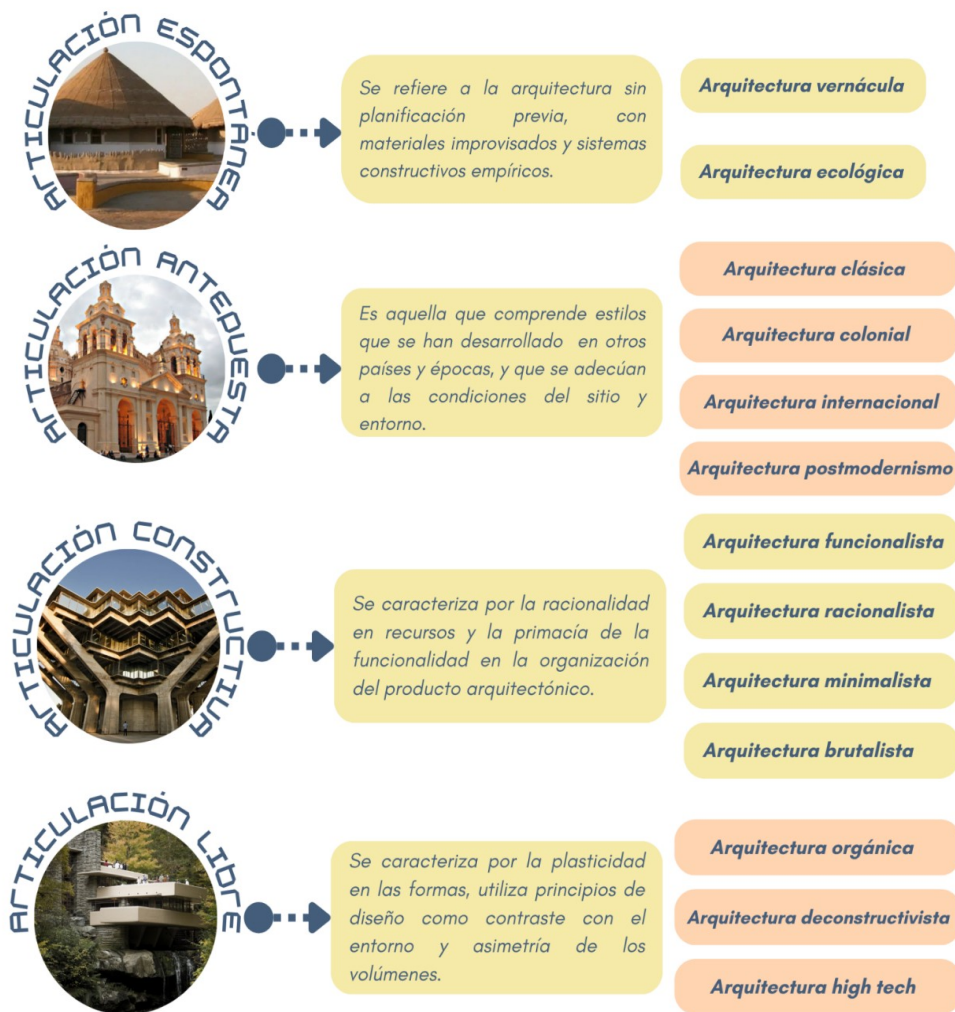 ARTICULACIÓN ESPONTÁNEA
Se refiere a la arquitectura sin
planificación previa, con
materiales improvisados y sistemas
constructivos empíricos.
Arquitectura vernácula
Arquitectura ecológica
ARTICULACIÓN ANTEPUESTA
Es aquella que comprende estilos
que se han desarrollado en otros
países y épocas, y que se adecúan
a las condiciones del sitio y
entorno.
Arquitectura clásica
Arquitectura colonial
Arquitectura internacional
Arquitectura postmodernismo
ARTICULACIÓN CONSTRUCTIVA
Se caracteriza por la racionalidad
en recursos y la primacía de la
funcionalidad en la organización
del producto arquitectónico.
Arquitectura funcionalista
Arquitectura racionalista
Arquitectura minimalista
Arquitectura brutalista
ARTICULACIÓN LIBRE
Se caracteriza por la plasticidad
en las formas, utiliza principios de
diseño como contraste con el
entorno y asimetría de los
volúmenes.
Arquitectura orgánica
Arquitectura deconstructivista
Arquitectura high tech